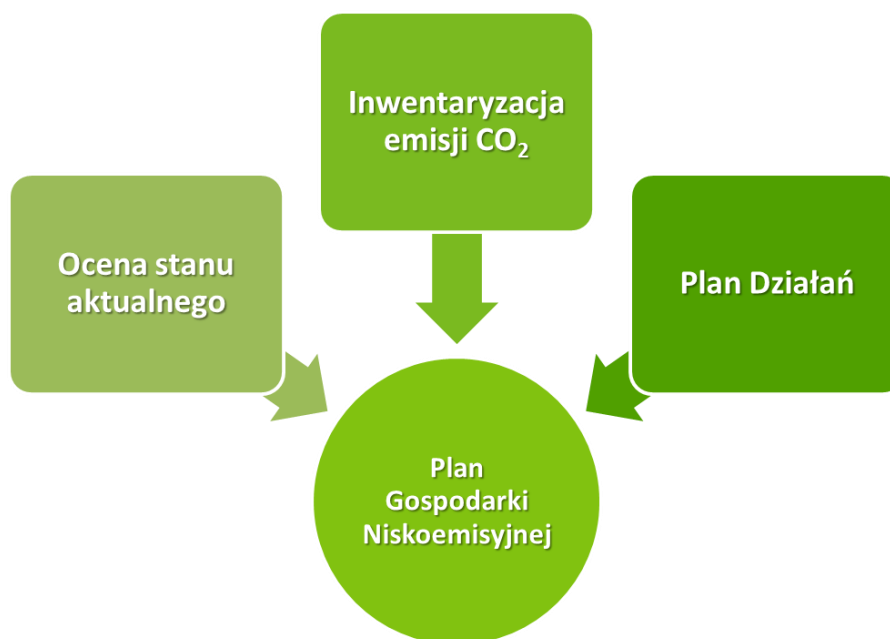 Inwentaryzacja
emisji CO₂
Ocena stanu
aktualnego
Plan Działań
Plan
Gospodarki
Niskoemisyjnej